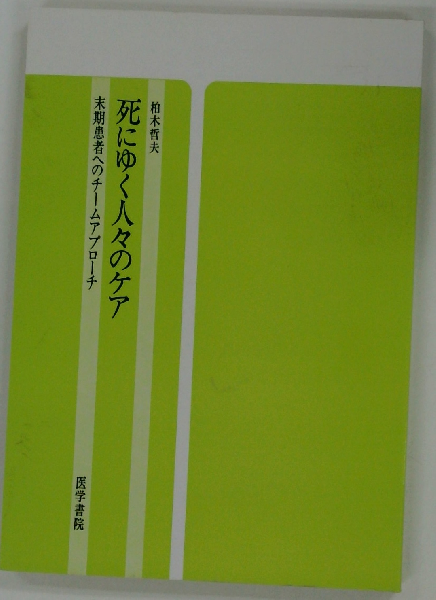 柏木哲夫
死にゆく人々のケア
末期患者へのチームアプローチ
医学書院